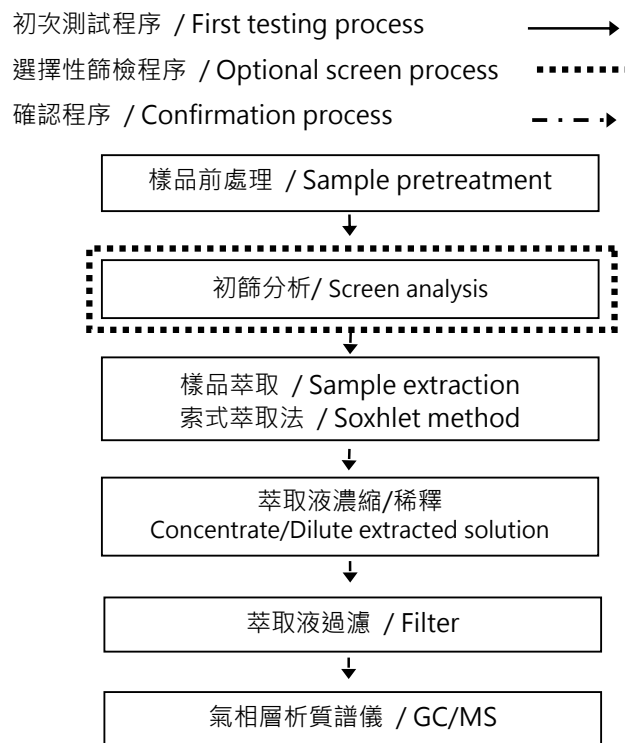 初次測試程序 / First testing process
選擇性篩檢程序 / Optional screen process
確認程序 / Confirmation process
樣品前處理 / Sample pretreatment
初篩分析/ Screen analysis
樣品萃取 / Sample extraction
索式萃取法 / Soxhlet method
萃取液濃縮/稀釋
Concentrate/Dilute extracted solution
萃取液過濾 / Filter
氣相層析質譜儀 / GC/MS